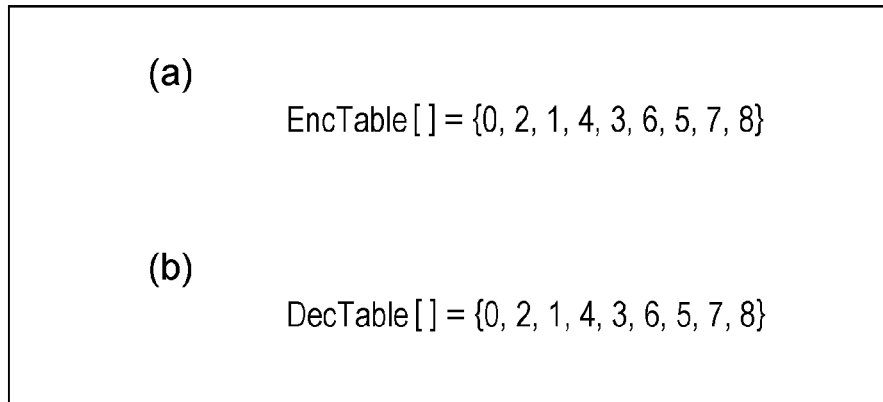 (a)
EncTable[ ] = {0, 2, 1, 4, 3, 6, 5, 7, 8}
(b)
DecTable[ ] = {0, 2, 1, 4, 3, 6, 5, 7, 8}